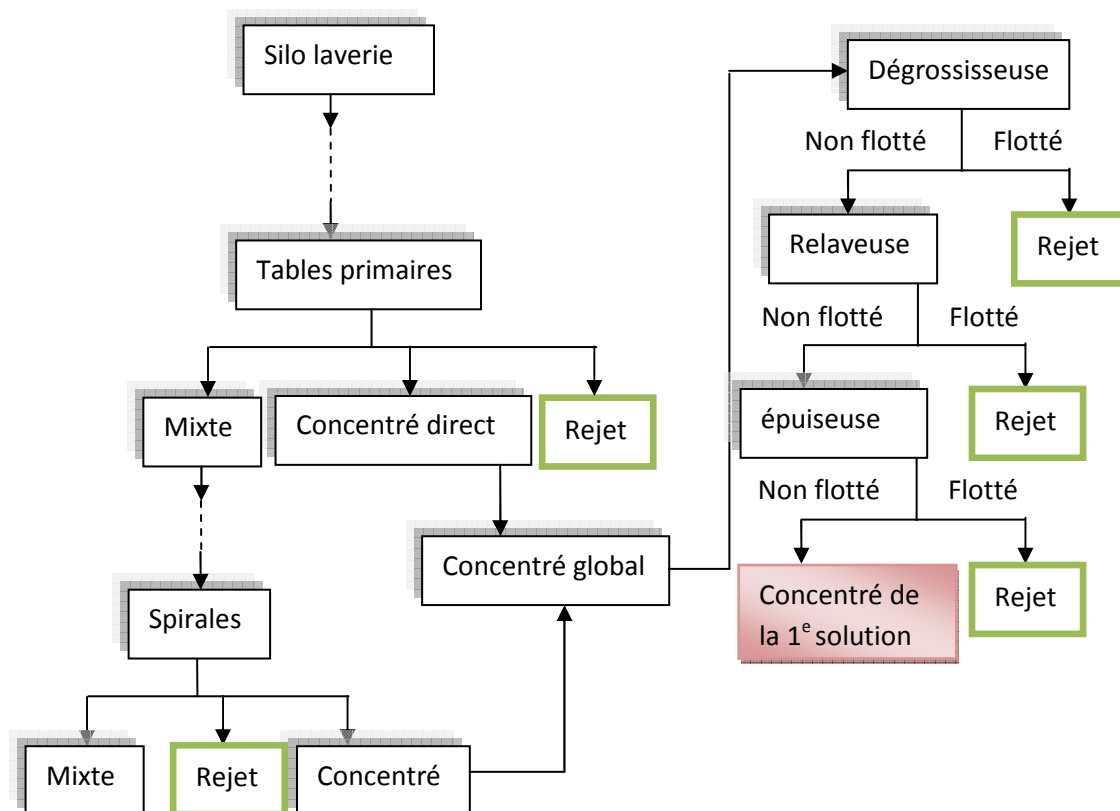 Silo laverie
Tables primaires
Mixte
Concentré direct
Rejet
Spirales
Mixte
Rejet
Concentré
Concentré global
Dégrossisseuse
Non flotté
Flotté
Relaveuse
Rejet
Non flotté
Flotté
épuiseuse
Rejet
Non flotté
Flotté
Concentré de
la 1e solution
Rejet